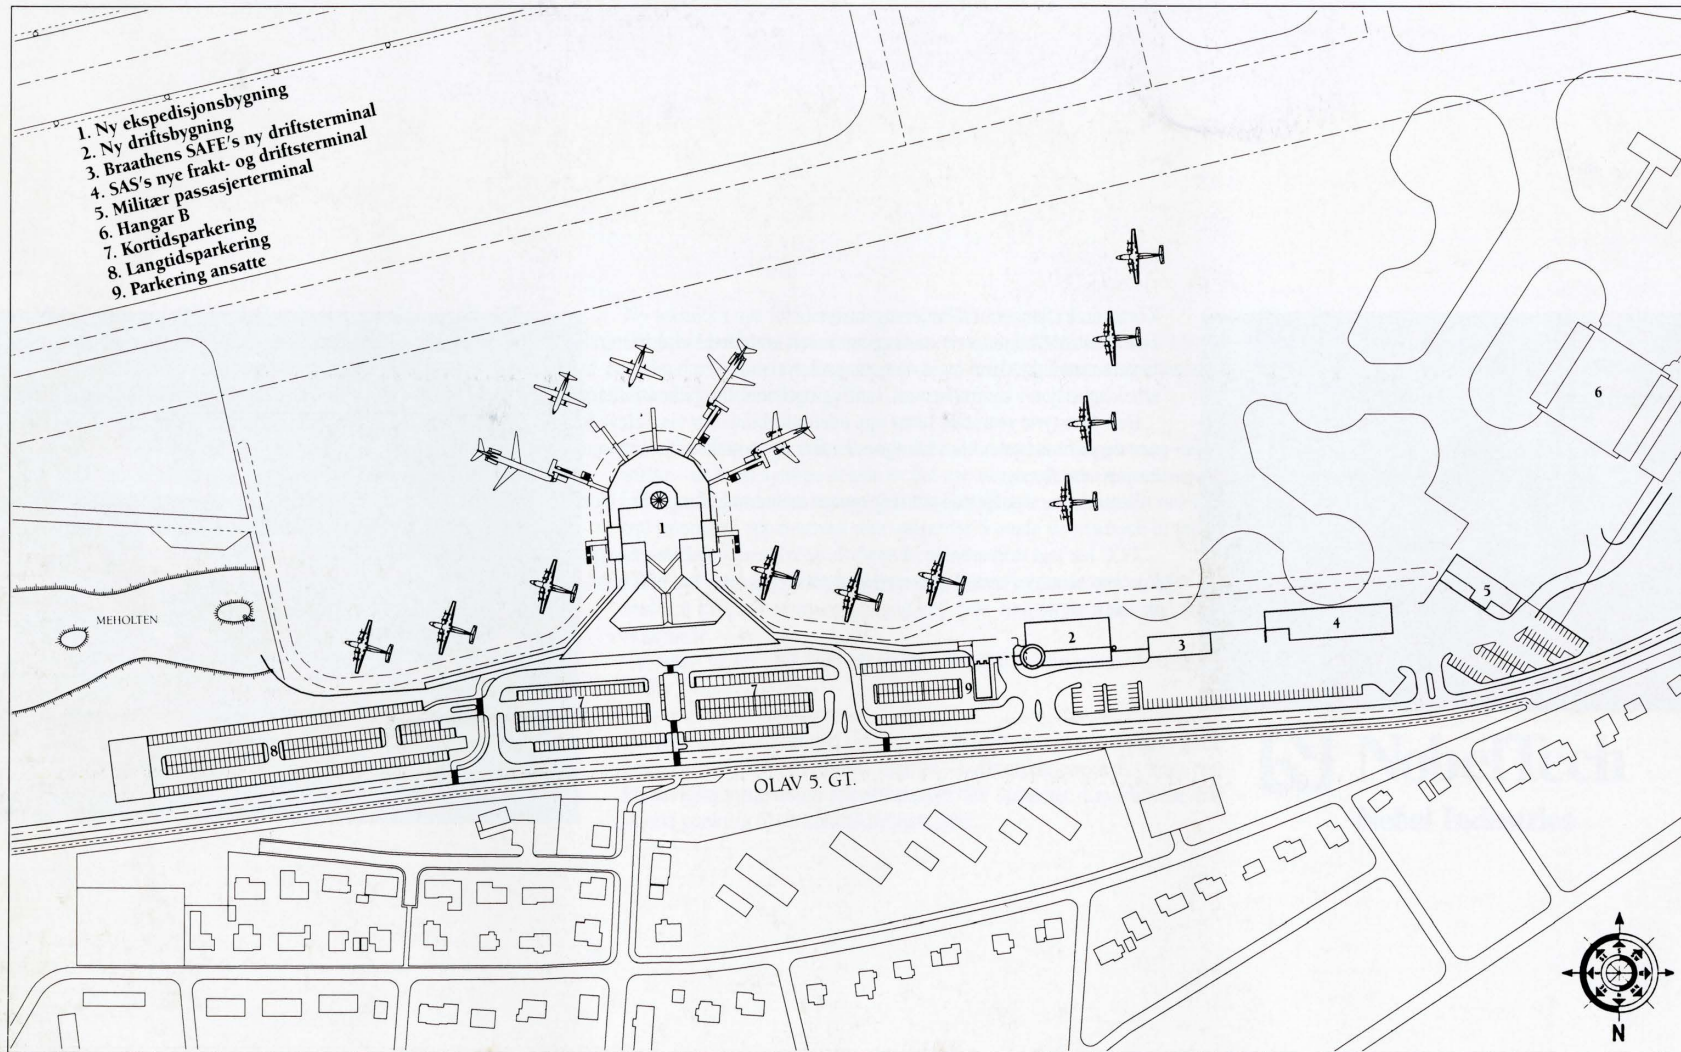 1. Ny ekspedisjonsbygning
2. Ny driftsbygning
3. Braathens SAFE's ny driftsterminal
4. SAS's nye frakt- og driftsterminal
5. Militær passasjerterminal
6. Hangar B
7. Kortidsparkering
8. Langtidsparkering
9. Parkering ansatte
6
1
5
MEHOLTEN
2
3
4
7
7
9
8
OLAV 5. GT.
N